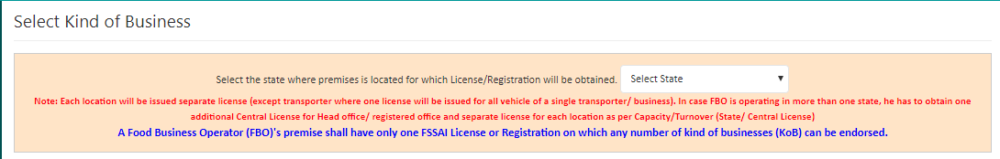 Select Kind of Business
Select the state where premises is located for which License/Registration will be obtained. Select State
Note: Each location will be issued separate license (except transporter where one license will be issued for all vehicle of a single transporter/ business). In case FBO is operating in more than one state, he has to obtain one
additional Central License for Head office/ registered office and separate license for each location as per Capacity/Turnover (State/ Central License)
A Food Business Operator (FBO)'s premise shall have only one FSSAI License or Registration on which any number of kind of businesses (KoB) can be endorsed.